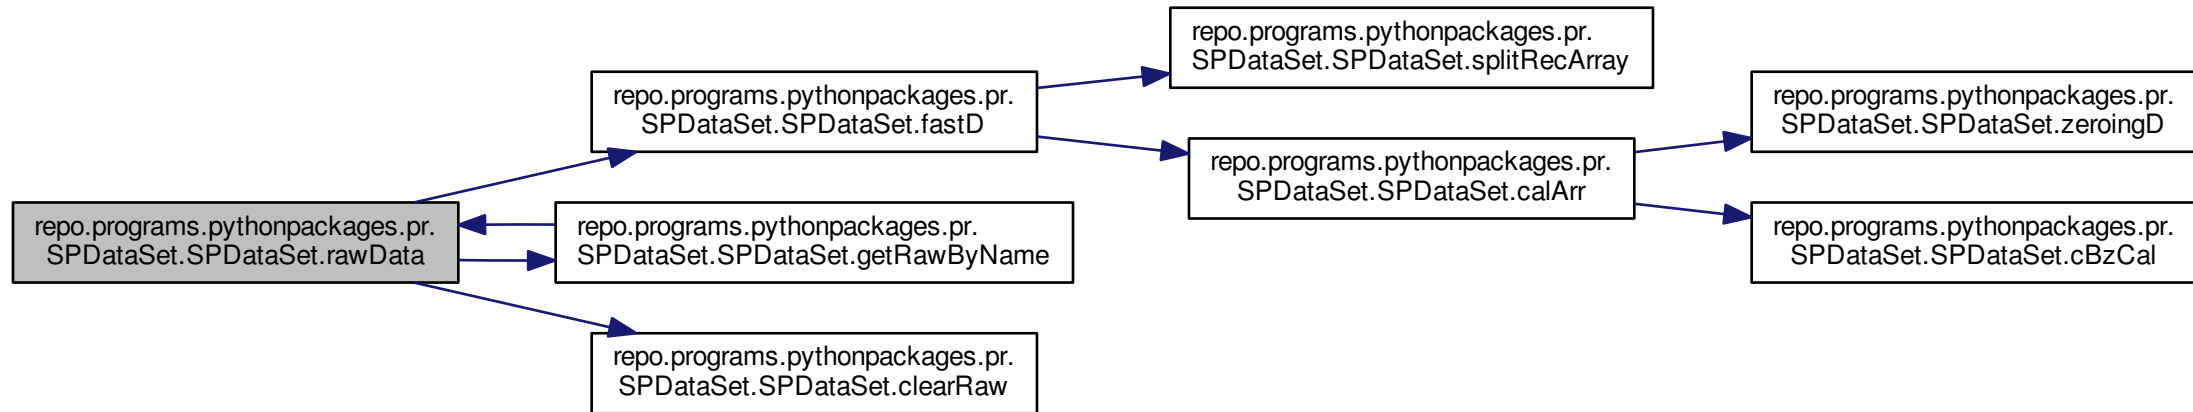 repo.programs.pythonpackages.pr.
SPDataSet.SPDataSet.rawData
repo.programs.pythonpackages.pr.
SPDataSet.SPDataSet.fastD
repo.programs.pythonpackages.pr.
SPDataSet.SPDataSet.getRawByName
repo.programs.pythonpackages.pr.
SPDataSet.SPDataSet.clearRaw
repo.programs.pythonpackages.pr.
SPDataSet.SPDataSet.splitRecArray
repo.programs.pythonpackages.pr.
SPDataSet.SPDataSet.calArr
repo.programs.pythonpackages.pr.
SPDataSet.SPDataSet.zeroingD
repo.programs.pythonpackages.pr.
SPDataSet.SPDataSet.cBzCal